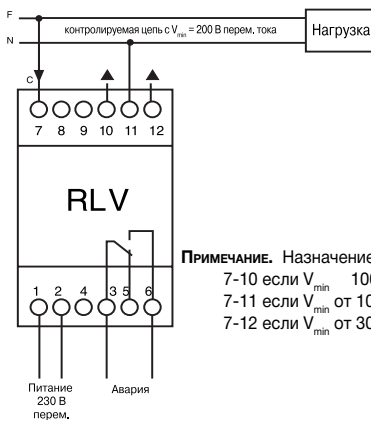 F
контролируемая цепь с Vmin = 200 В перем. тока
Нагрузка
N
C
7 8 9 10 11 12
RLV
ПРИМЕЧАНИЕ. Назначение
7-10 если Vmin 100
7-11 если Vmin от 10
7-12 если Vmin от 30
1 2 4 3 5 6
Питание
230 В
перем.
Авария